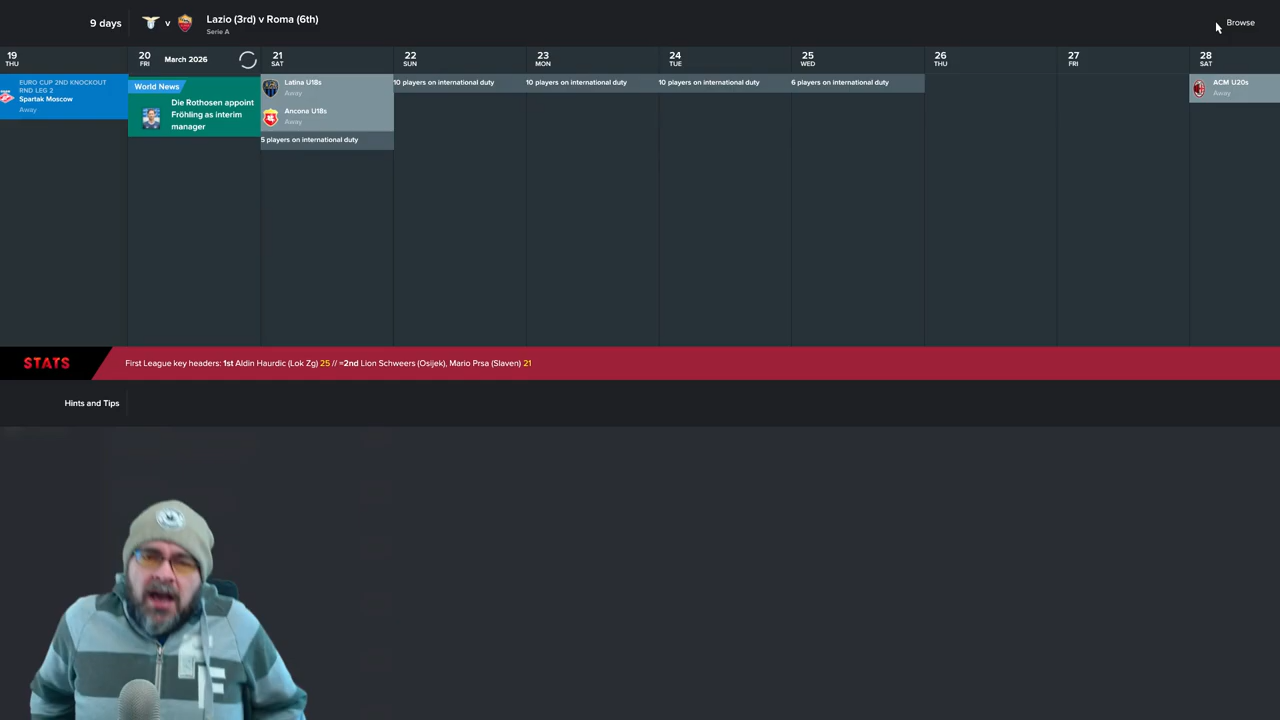 9 days
v
Lazio (3rd) v Roma (6th)
Serie A
Browse
19
THU
20
FRI
March 2026
21
SAT
22
SUN
23
MON
24
TUE
25
WED
26
THU
27
FRI
28
SAT
EURO CUP 2ND KNOCKOUT
RND LEG 2
Spartak Moscow
Away
World News
Die Rothosen appoint
Fröhling as interim
manager
Latina U18s
Away
Ancona U18s
Away
5 players on international duty
10 players on international duty
10 players on international duty
10 players on international duty
6 players on international duty
ACM U20s
Away
STATS
First League key headers: 1st Aldin Haurdic (Lok Zg) 25 // =2nd Lion Schweers (Osijek), Mario Prsa (Slaven) 21
Hints and Tips